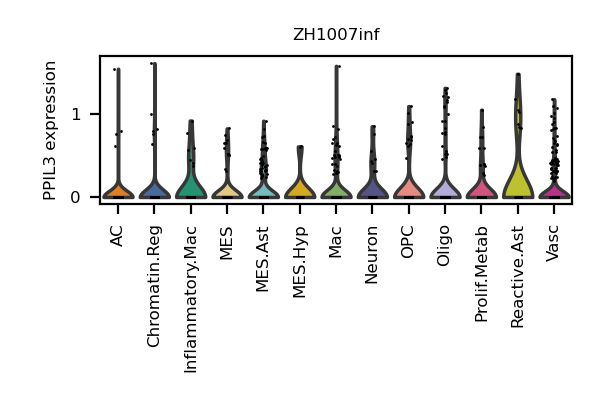 ZH1007inf
PPIL3 expression
1
0
AC
Chromatin.Reg
Inflammatory.Mac
MES
MES.Ast
MES.Hyp
Mac
Neuron
OPC
Oligo
Prolif.Metab
Reactive.Ast
Vasc